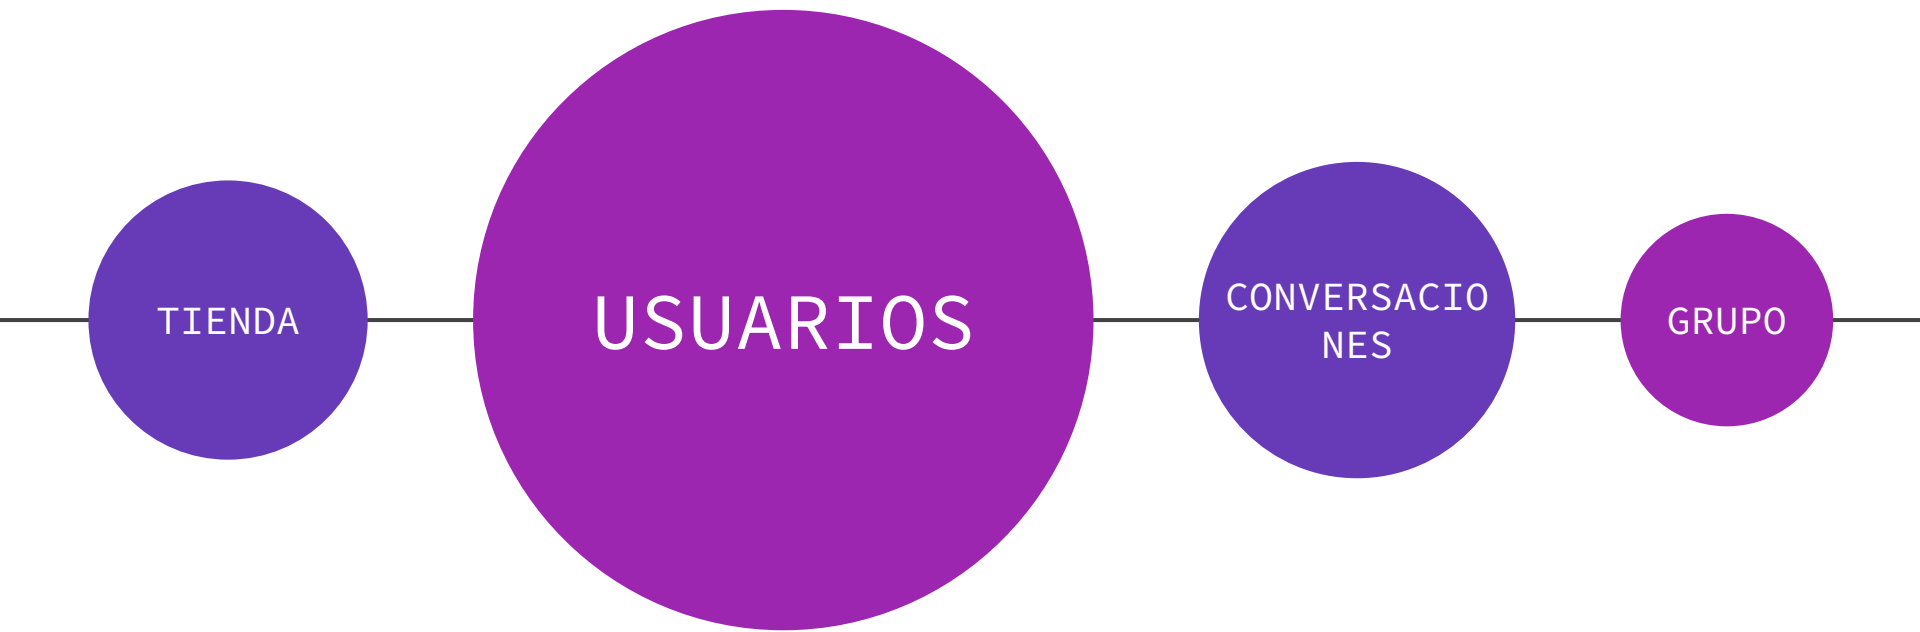 TIENDA
USUARIOS
CONVERSACIO
NES
GRUPO